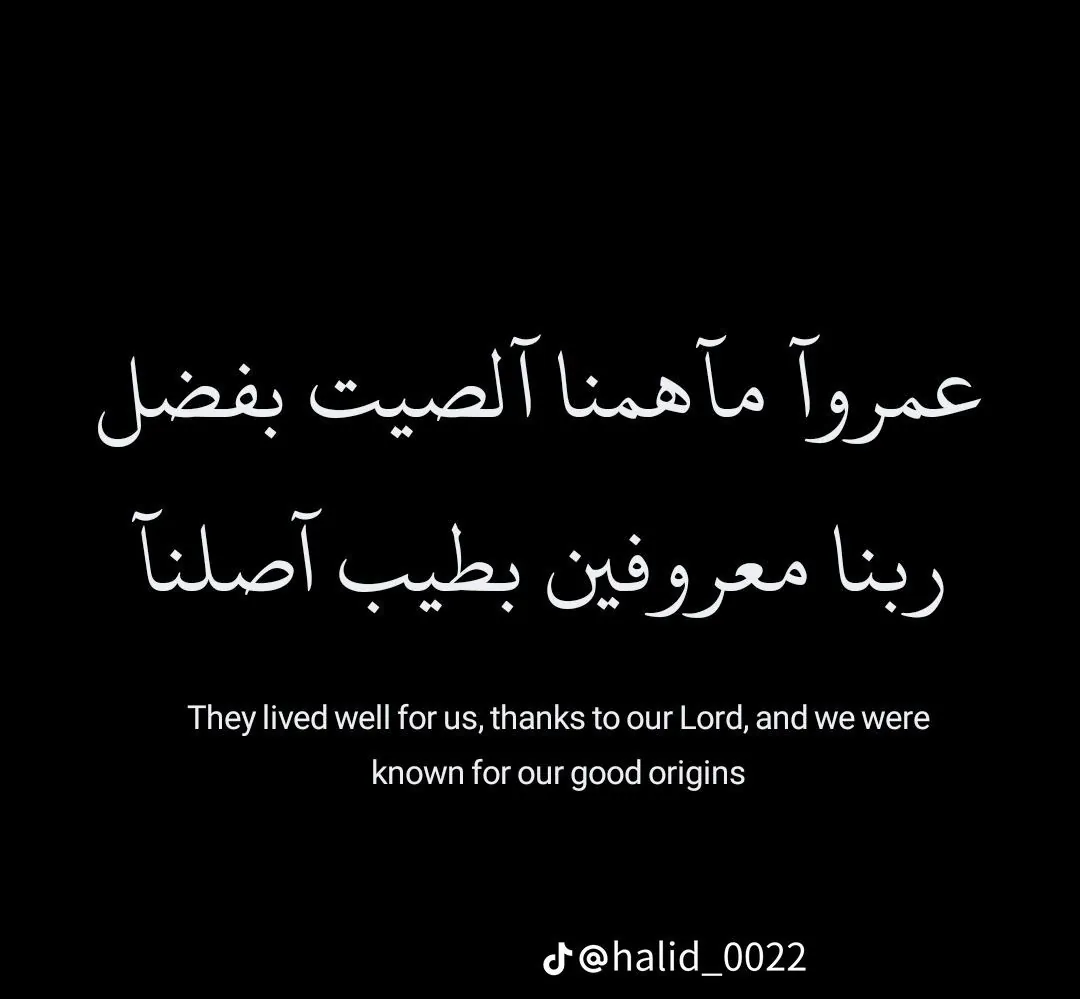 عمروآ مآهمنا آلصيت بفضل
ربنا معروفين بطيب آصلنآ
They lived well for us, thanks to our Lord, and we were
known for our good origins
@halid_0022